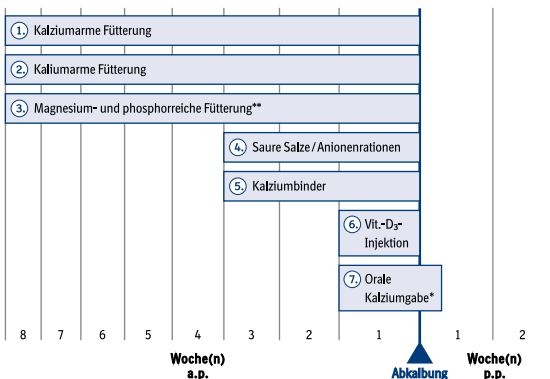 1. Kalziumarme Fütterung
2. Kaliumarme Fütterung
3. Magnesium- und phosphorreiche Fütterung**
4. Saure Salze/Anionenrationen
5. Kalziumbinder
6. Vit.-D₃-
Injektion
7. Orale
Kalziumgabe*
8 7 6 5 4 3 2 1 1 2
Woche(n) Woche(n)
a.p. Abkalbung p.p.